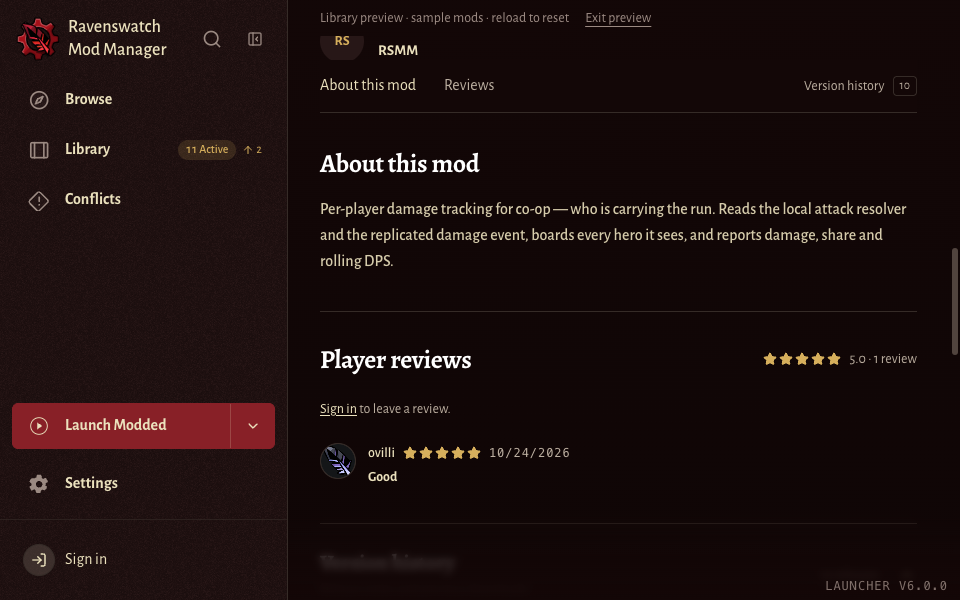 Ravenswatch
Mod Manager
Browse
Library
11 Active
2
Conflicts
Launch Modded
Settings
Sign in
Library preview · sample mods · reload to reset
Exit preview
RS
RSMM
About this mod
Reviews
Version history
10
About this mod
Per-player damage tracking for co-op — who is carrying the run. Reads the local attack resolver
and the replicated damage event, boards every hero it sees, and reports damage, share and
rolling DPS.
Player reviews
5.0 · 1 review
Sign in to leave a review.
ovilli
10/24/2026
Good
Version history
LAUNCHER V6.0.0